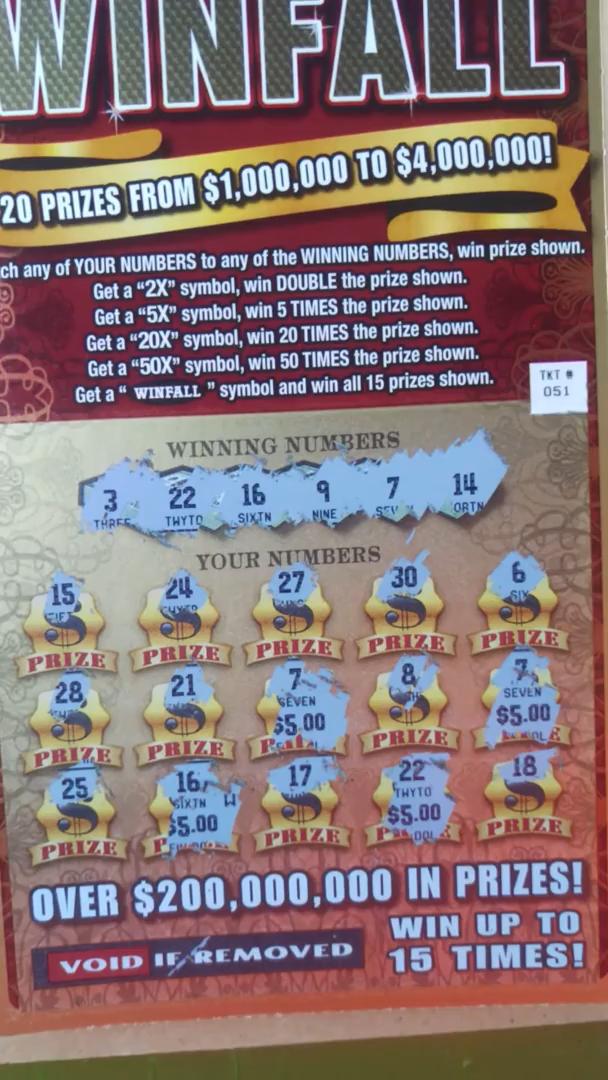 WINFALL
20 PRIZES FROM $1,000,000 TO $4,000,000!
ch any of YOUR NUMBERS to any of the WINNING NUMBERS, win prize shown.
Get a "2X" symbol, win DOUBLE the prize shown.
Get a "5X" symbol, win 5 TIMES the prize shown.
Get a "20X" symbol, win 20 TIMES the prize shown.
Get a "50X" symbol, win 50 TIMES the prize shown.
Get a " WINFALL " symbol and win all 15 prizes shown.
TKT #
051
WINNING NUMBERS
3 22 16 9 7 14
THREE TWYTO SIXTN NINE ORTN
YOUR NUMBERS
15 24 27 30 6
SIX
$ $ $ $ $
PRIZE PRIZE PRIZE PRIZE PRIZE
28 21 7 8 7
SEVEN SEVEN
$ $ $5.00 $ $5.00
PRIZE PRIZE PRIZE
25 16 17 22 18
SIXTN W TWYTO
$ $5.00 $ $5.00 $
PRIZE PRIZE PRIZE
OVER $200,000,000 IN PRIZES!
VOID IF REMOVED
WIN UP TO
15 TIMES!